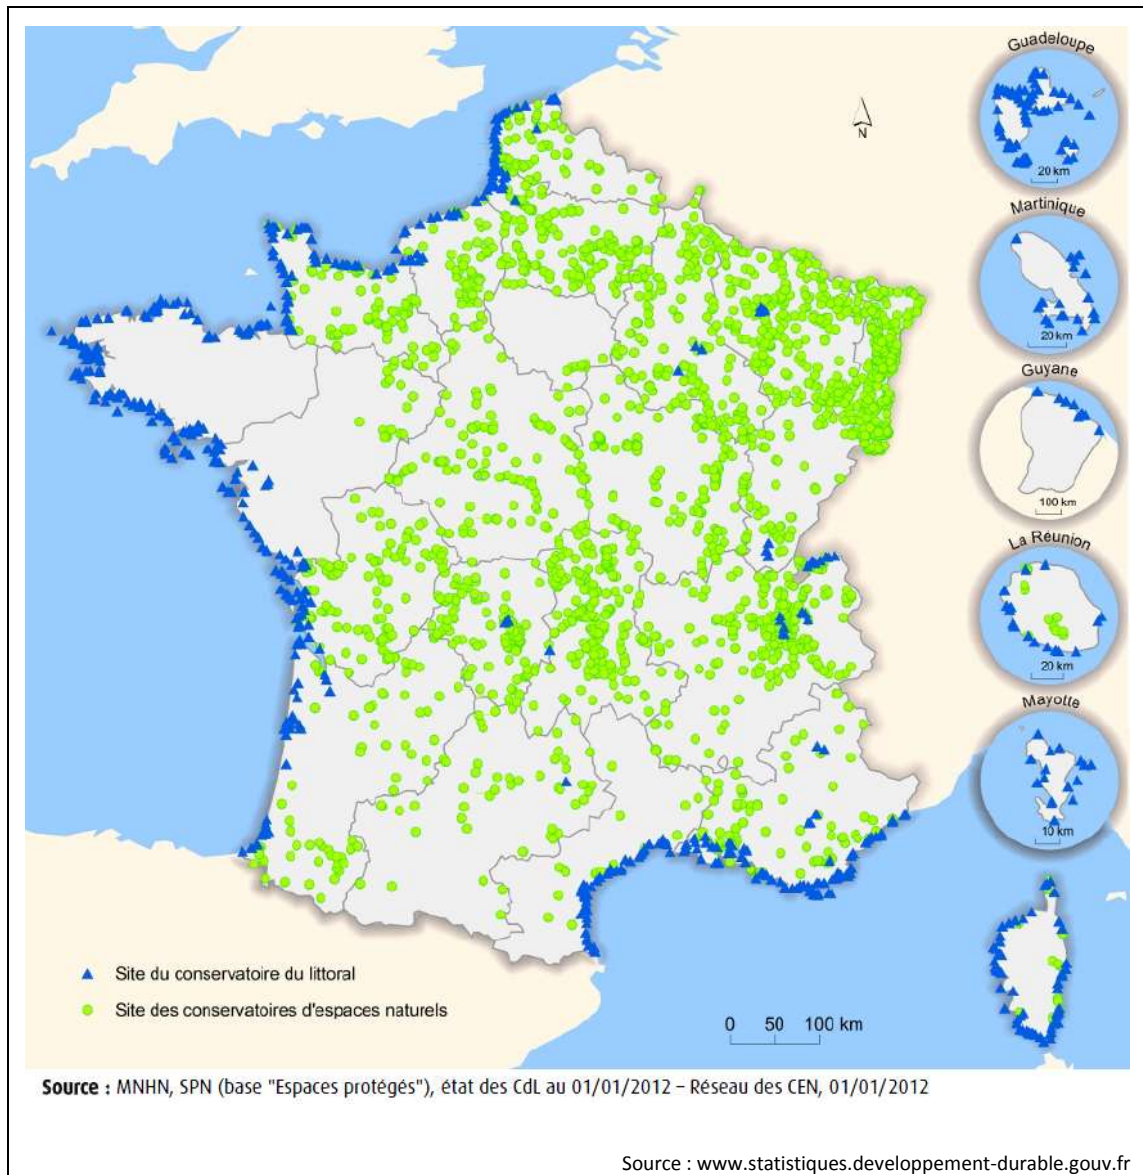 Guadeloupe
20 km
N
Martinique
20 km
Guyane
100 km
La Réunion
20 km
Mayotte
10 km
Site du conservatoire du littoral
Site des conservatoires d'espaces naturels
0 50 100 km
Source : MNHN, SPN (base "Espaces protégés"), état des CdL au 01/01/2012 – Réseau des CEN, 01/01/2012
Source : www.statistiques.developpement-durable.gouv.fr